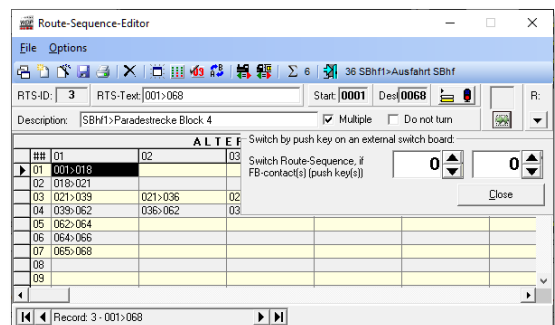 Route-Sequence-Editor
File Options
Σ 6 36 SBhf1>Ausfahrt SBhf
RTS-ID: 3 RTS-Text: 001>068 Start: 0001 Dest 0068 R:
Description: SBhf1>Paradestrecke Block 4 Multiple Do not turn
A L T E F
Switch by push key on an external switch board:
Switch Route-Sequence, if
FB-contact(s) (push key(s))
0 0
Close
## 01 02 03
01 001>018
02 018>021
03 021>039 021>036 02
04 039>062 036>062 03
05 062>064
06 064>066
07 065>068
08
09
Record: 3 - 001>068